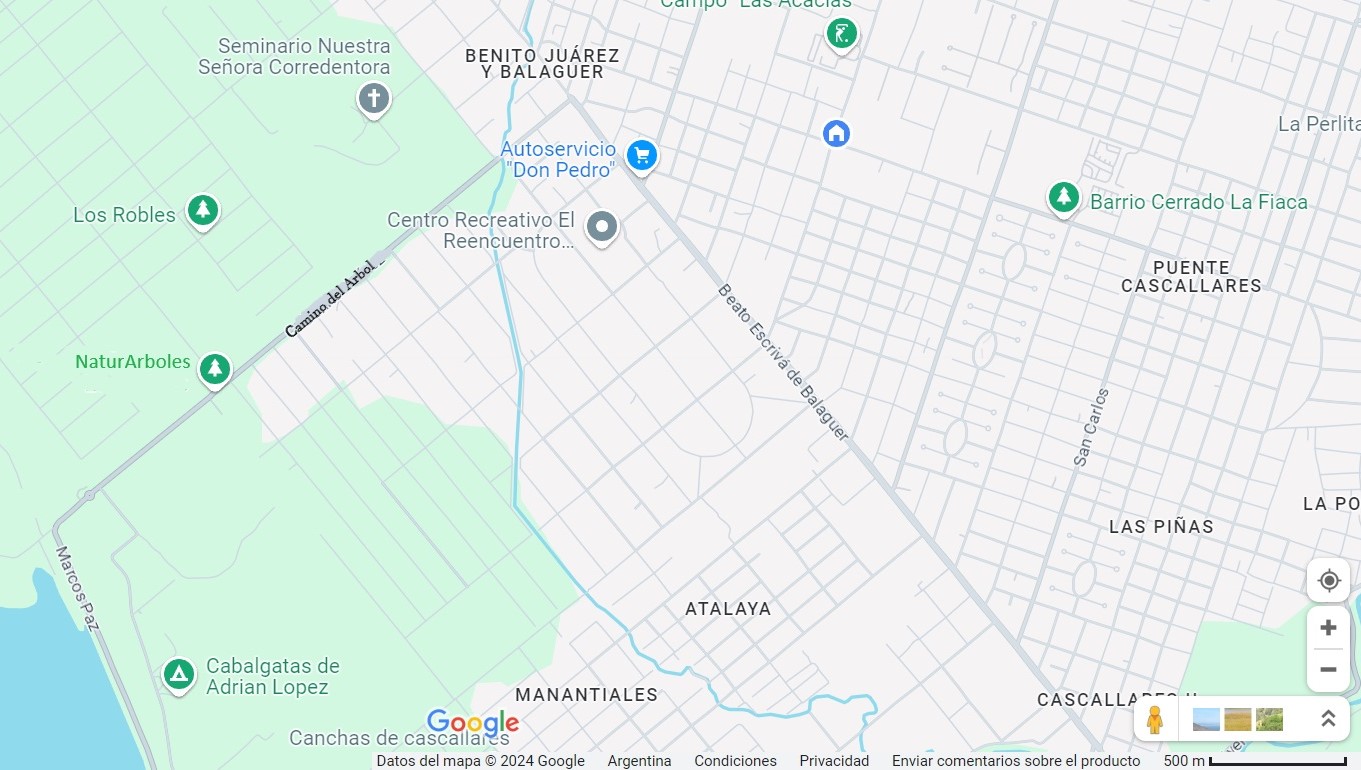 Campo "Las Acacias
Seminario Nuestra
Señora Corredentora
BENITO JUÁREZ
Y BALAGUER
La Perlita
Autoservicio
"Don Pedro"
Los Robles
Centro Recreativo El
Reencuentro...
Barrio Cerrado La Fiaca
PUENTE
CASCALLARES
Camino del Arbol
Beato Escrivá de Balaguer
NaturArboles
San Carlos
LA PO
LAS PIÑAS
Marcos Paz
ATALAYA
Cabalgatas de
Adrian Lopez
MANANTIALES
CASCALLARES II
Google
Canchas de cascallares
Datos del mapa © 2024 Google Argentina Condiciones Privacidad Enviar comentarios sobre el producto 500 m